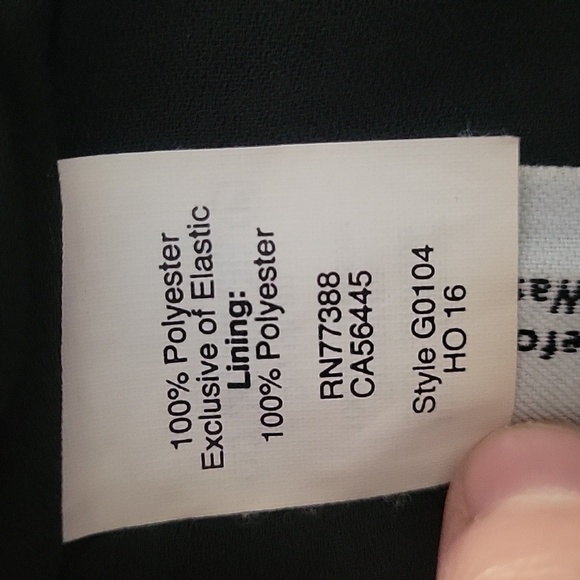 100% Polyester
Exclusive of Elastic
Lining:
100% Polyester
RN77388
CA56445
Style G0104
HO 16